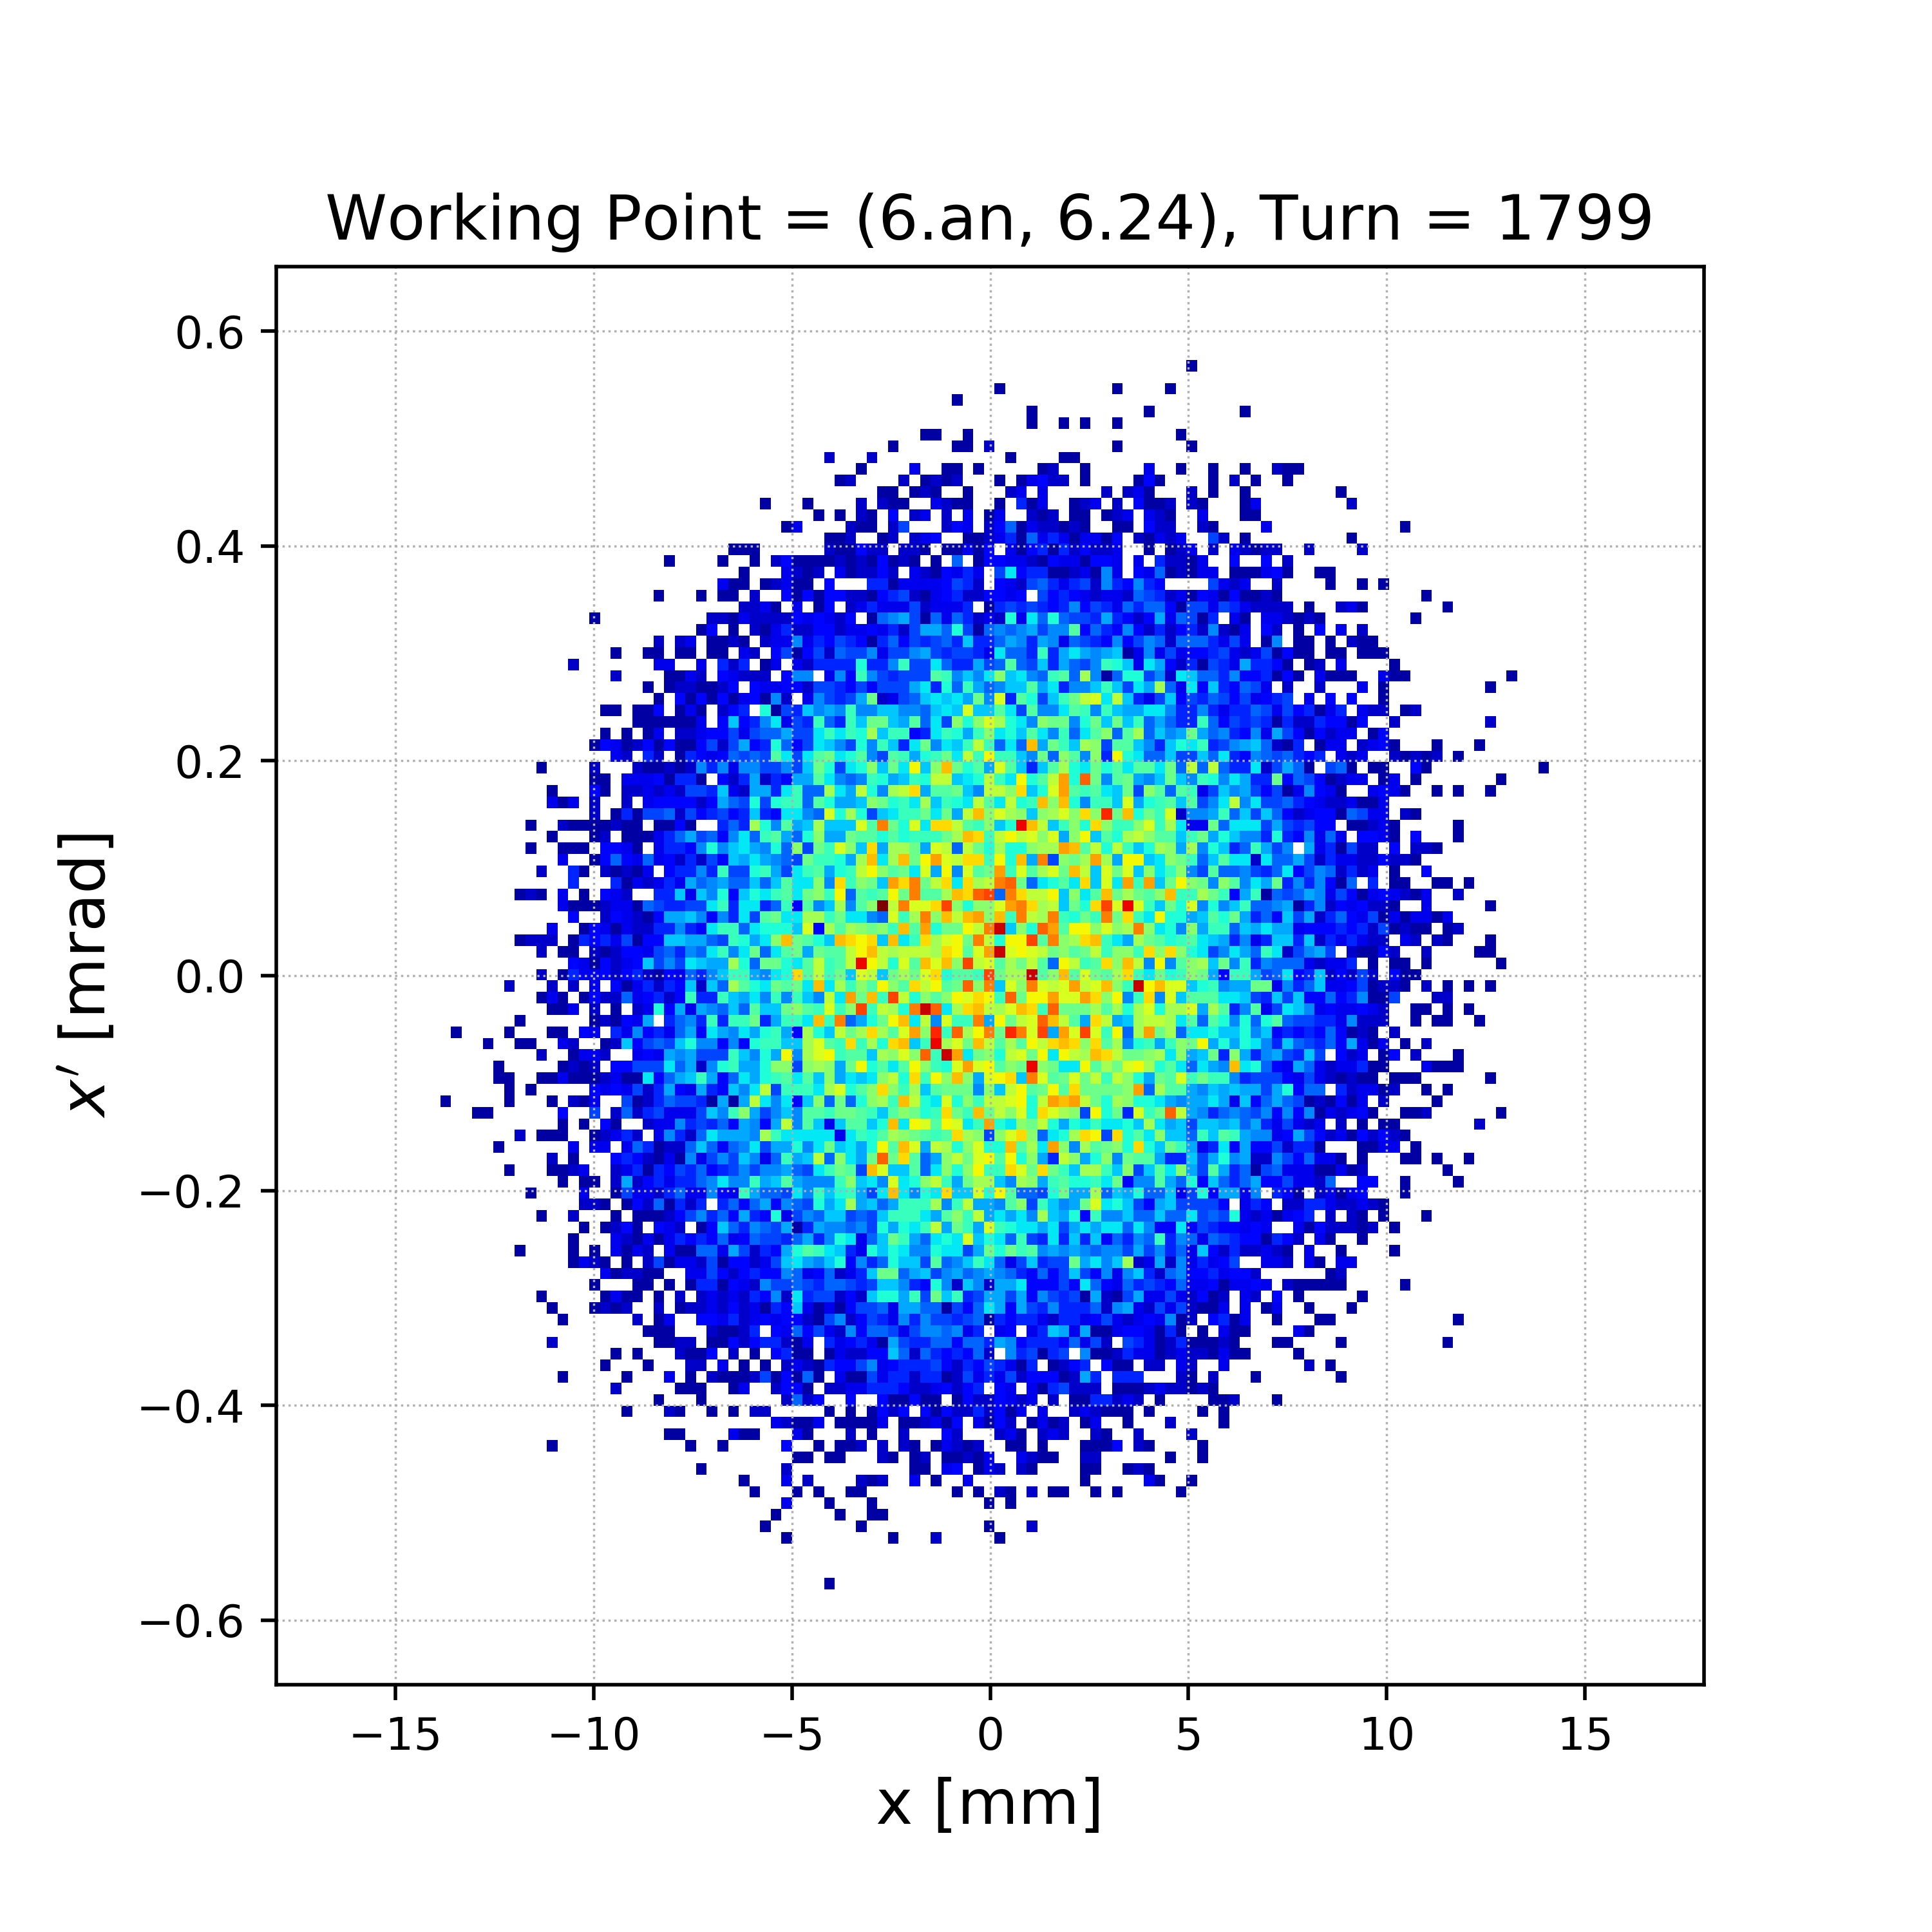 Working Point = (6.an, 6.24), Turn = 1799
0.6
0.4
0.2
0.0
−0.2
−0.4
−0.6
x′ [mrad]
−15 −10 −5 0 5 10 15
x [mm]